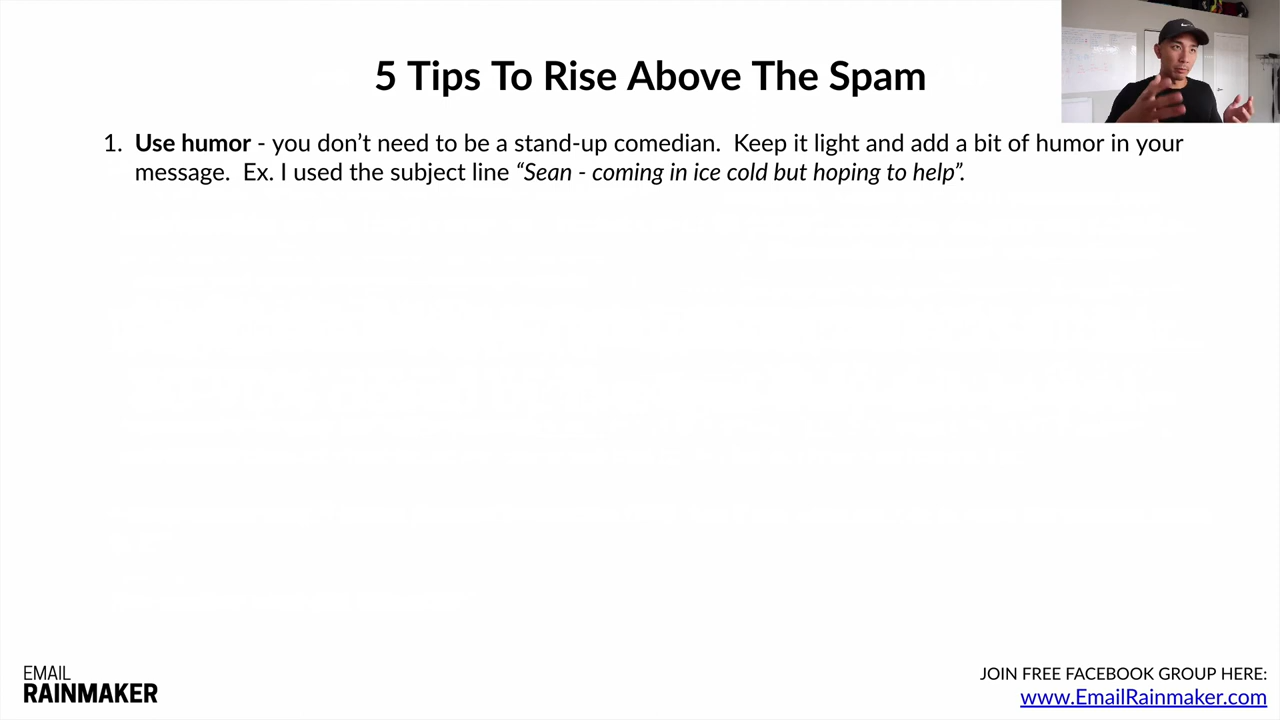 5 Tips To Rise Above The Spam
1. Use humor - you don’t need to be a stand-up comedian.  Keep it light and add a bit of humor in your
message.  Ex. I used the subject line “Sean - coming in ice cold but hoping to help”.
EMAIL
RAINMAKER
JOIN FREE FACEBOOK GROUP HERE:
www.EmailRainmaker.com